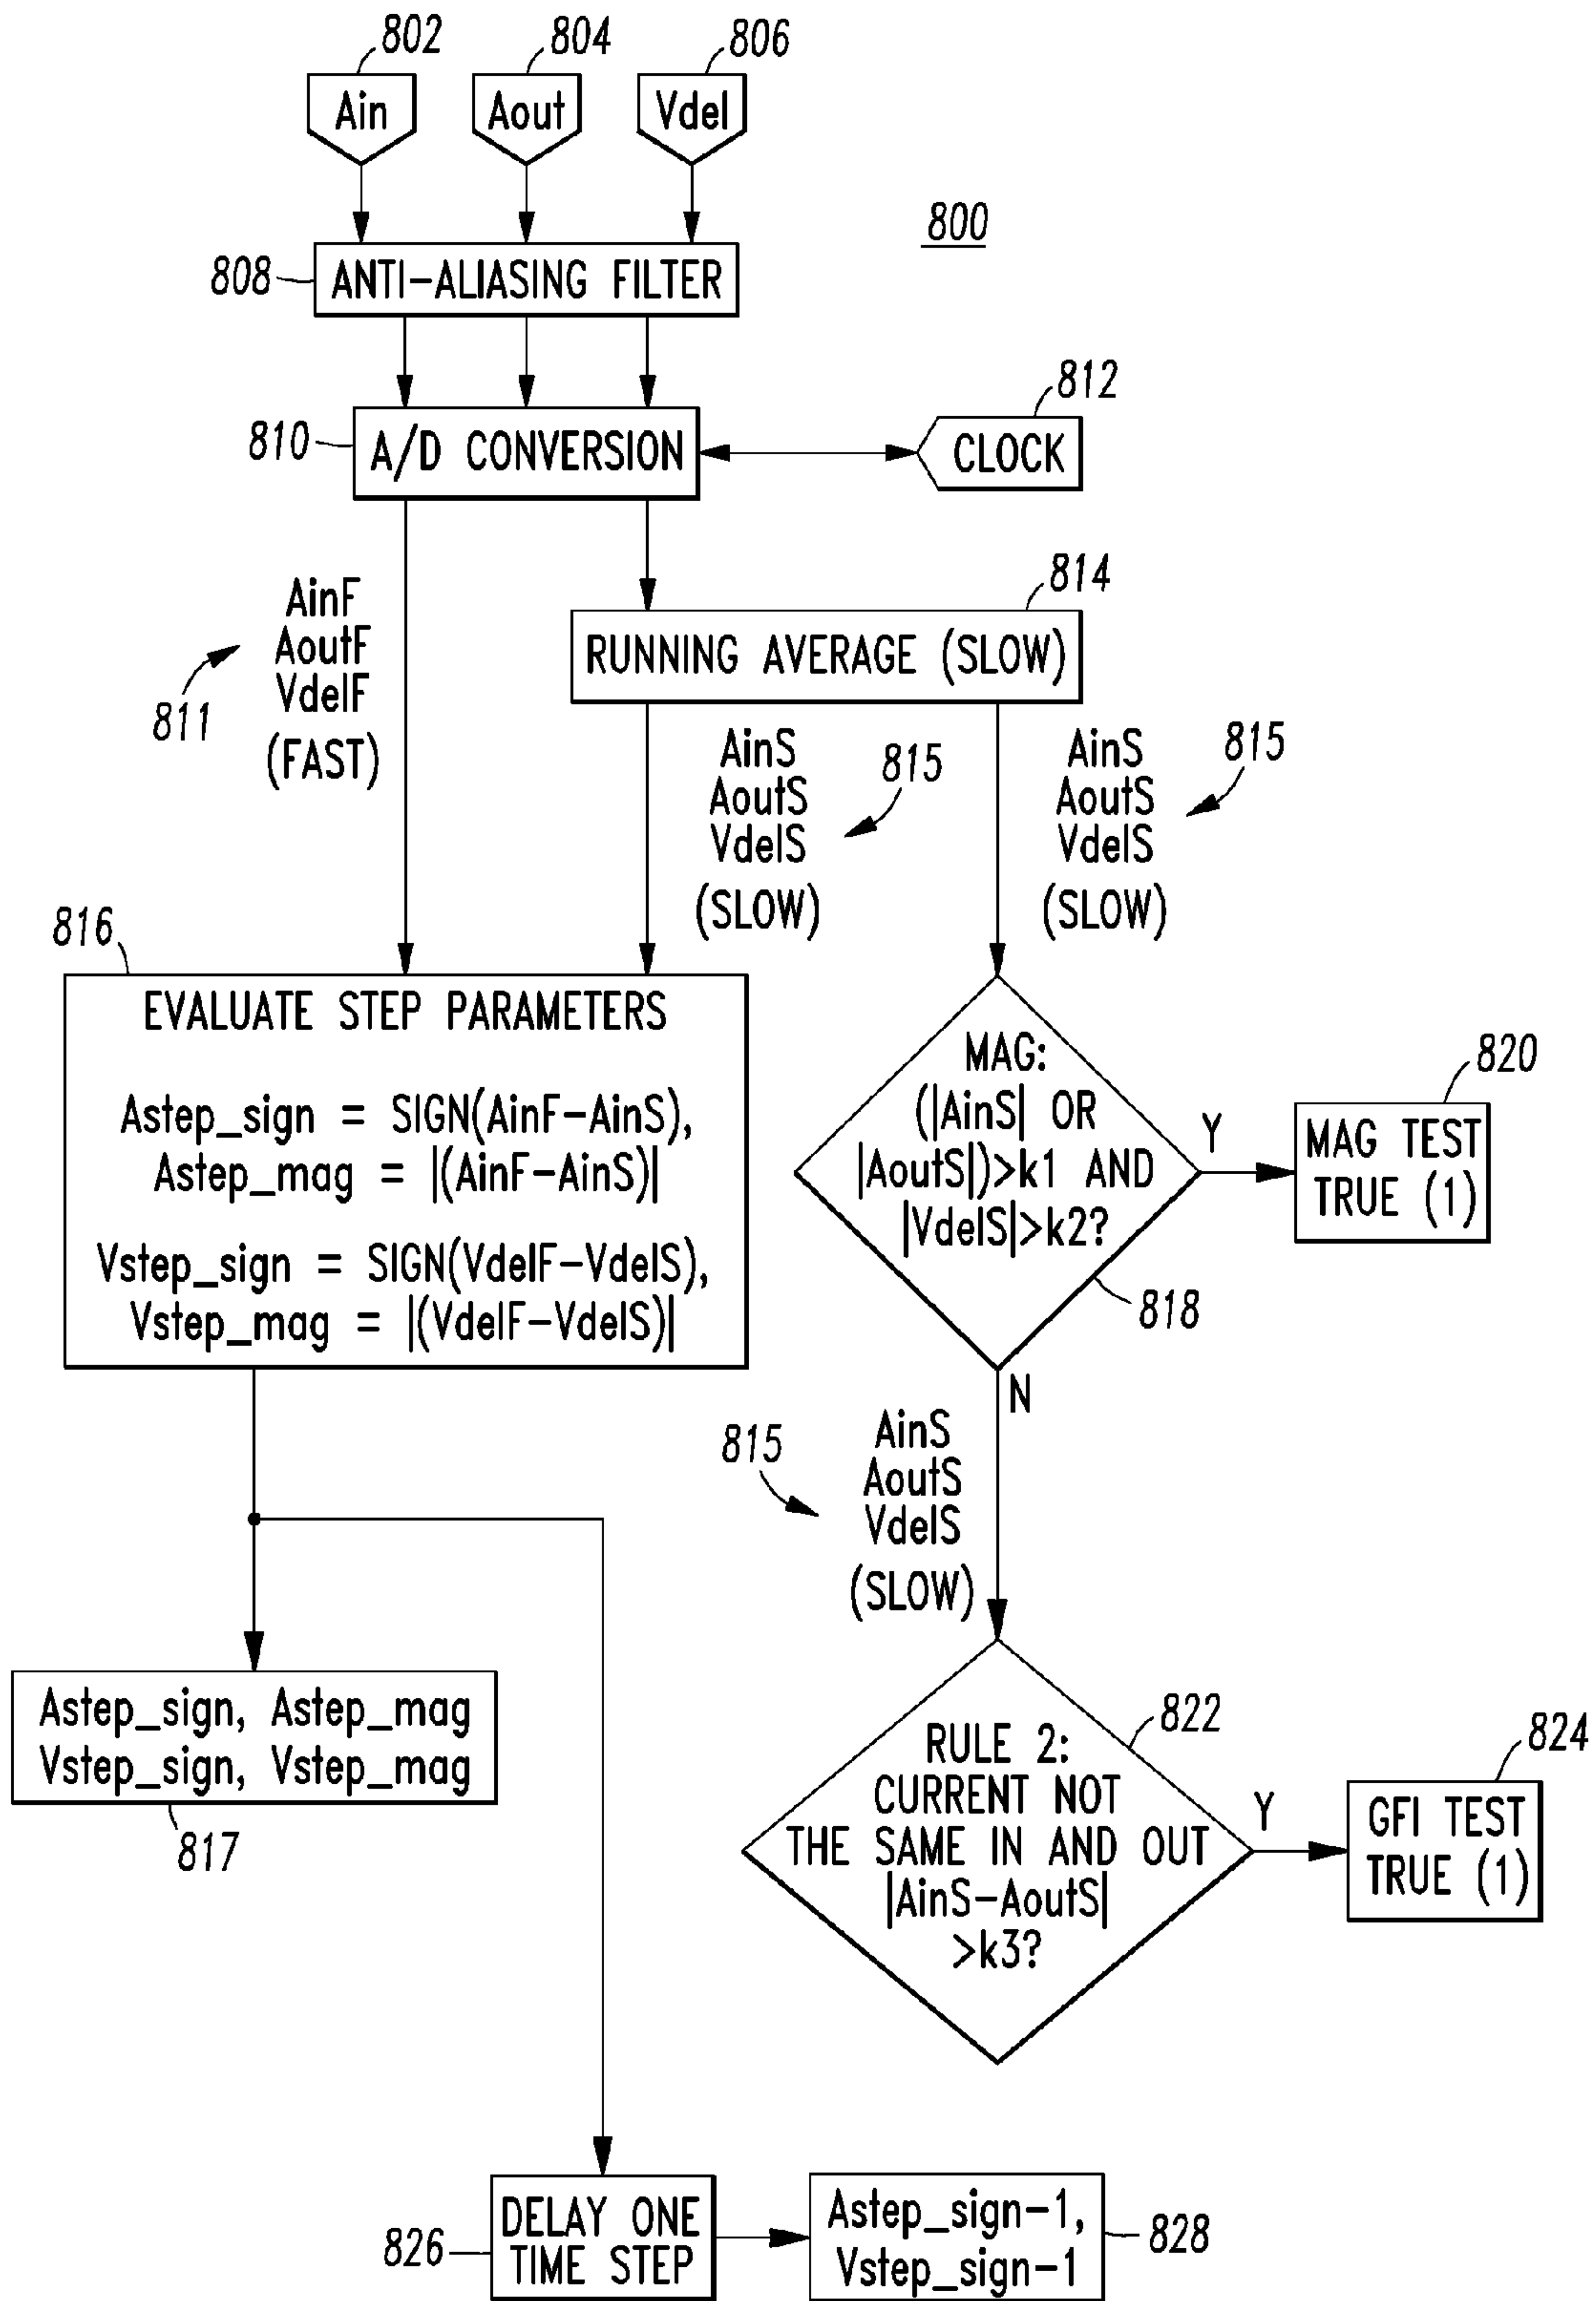 802
804
806
Ain
Aout
Vdel
800
808
ANTI-ALIASING FILTER
812
810
A/D CONVERSION
CLOCK
814
AinF
AoutF
VdelF
(FAST)
811
RUNNING AVERAGE (SLOW)
AinS
AoutS
VdelS
(SLOW)
815
AinS
AoutS
VdelS
(SLOW)
815
816
EVALUATE STEP PARAMETERS
Astep_sign = SIGN(AinF-AinS),
Astep_mag = |(AinF-AinS)|
Vstep_sign = SIGN(VdelF-VdelS),
Vstep_mag = |(VdelF-VdelS)|
MAG:
(|AinS| OR
|AoutS|)>k1 AND
|VdelS|>k2?
818
Y
820
MAG TEST
TRUE (1)
N
815
AinS
AoutS
VdelS
(SLOW)
Astep_sign, Astep_mag
Vstep_sign, Vstep_mag
817
822
RULE 2:
CURRENT NOT
THE SAME IN AND OUT
|AinS-AoutS|
>k3?
Y
824
GFI TEST
TRUE (1)
826
DELAY ONE
TIME STEP
Astep_sign-1,
Vstep_sign-1
828